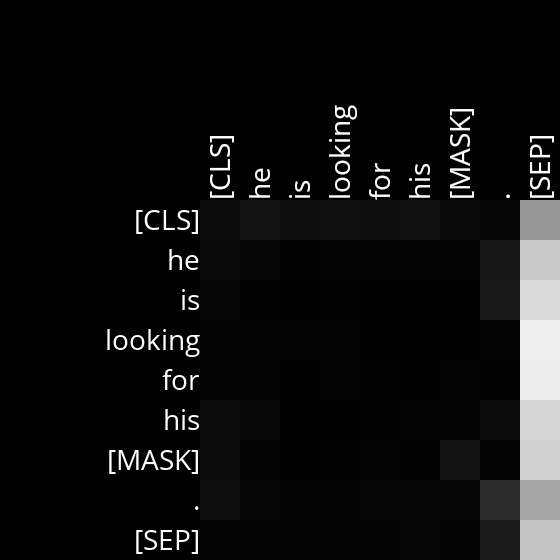 [CLS] he is looking for his [MASK] . [SEP]
[CLS]
he
is
looking
for
his
[MASK]
.
[SEP]